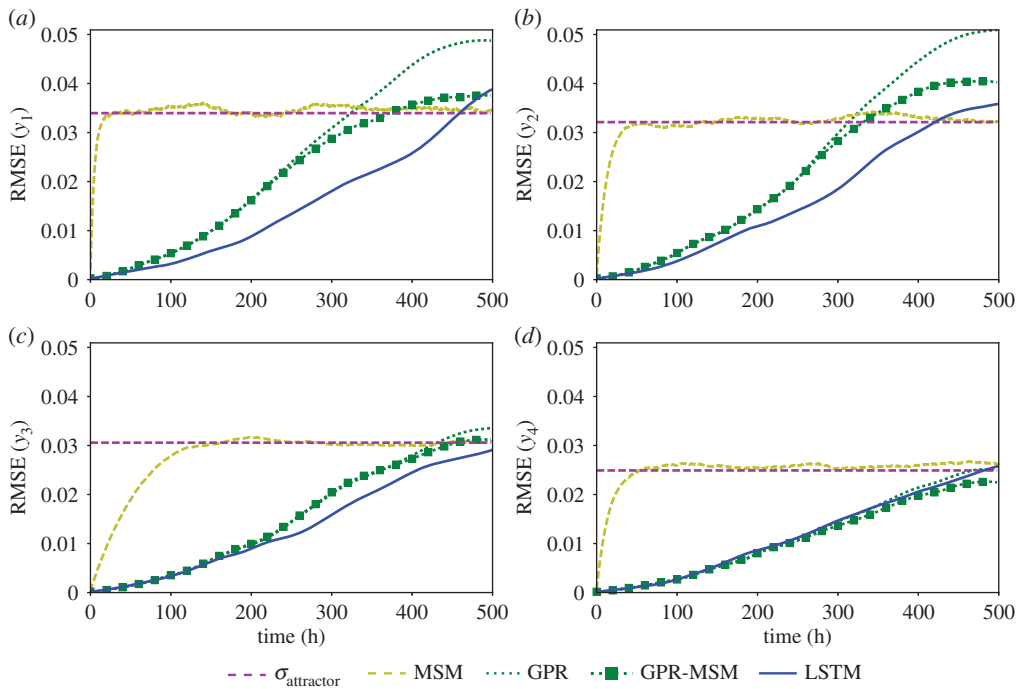 (a)
0.05
0.04
0.03
0.02
0.01
0
RMSE (y1)
0 100 200 300 400 500
(b)
0.05
0.04
0.03
0.02
0.01
0
RMSE (y2)
0 100 200 300 400 500
(c)
0.05
0.04
0.03
0.02
0.01
0
RMSE (y3)
0 100 200 300 400 500
time (h)
(d)
0.05
0.04
0.03
0.02
0.01
0
RMSE (y4)
0 100 200 300 400 500
time (h)
σattractor MSM GPR GPR-MSM LSTM